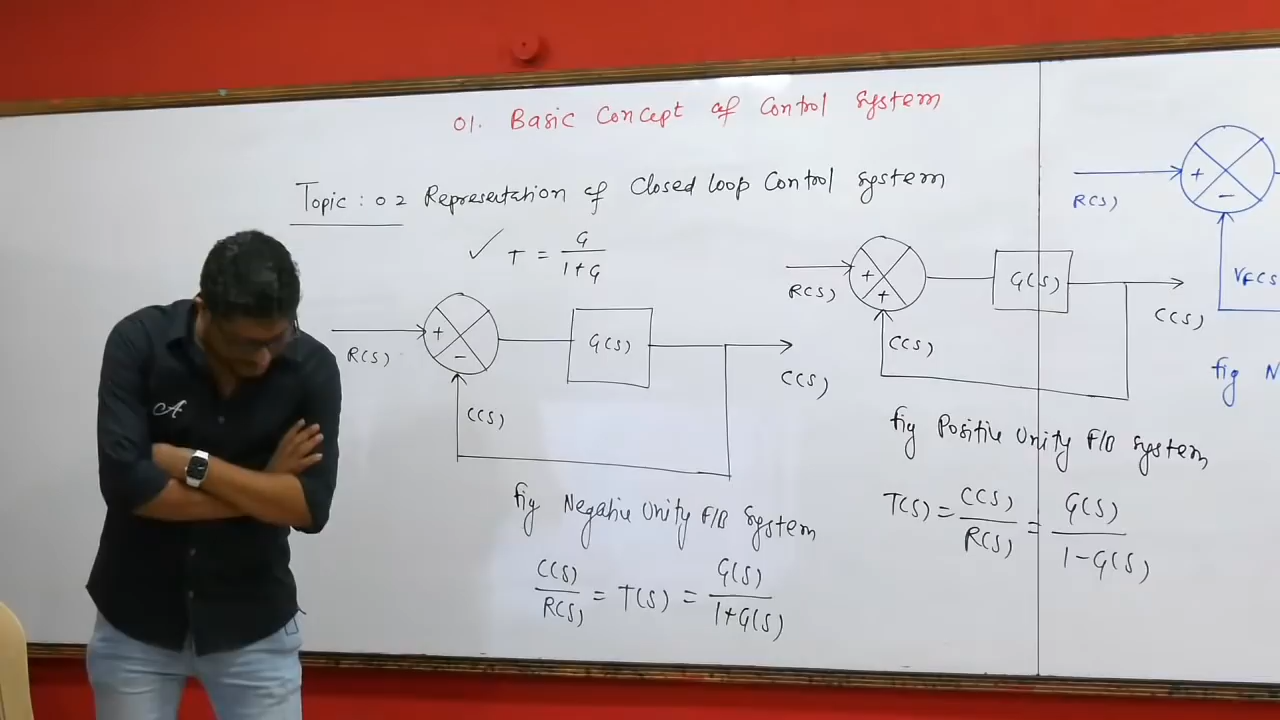 01. Basic Concept of Control System
Topic : 02 Representation of Closed loop Control System
✓ T = G / 1+G
R(S)
+
-
G(S)
C(S)
C(S)
fig Negative Unity F/B System
C(S) / R(S) = T(S) = G(S) / 1+G(S)
R(S)
+
+
G(S)
C(S)
C(S)
fig Positive Unity F/B System
T(S) = C(S) / R(S) = G(S) / 1-G(S)
R(S)
+
-
VF(S
fig N
A